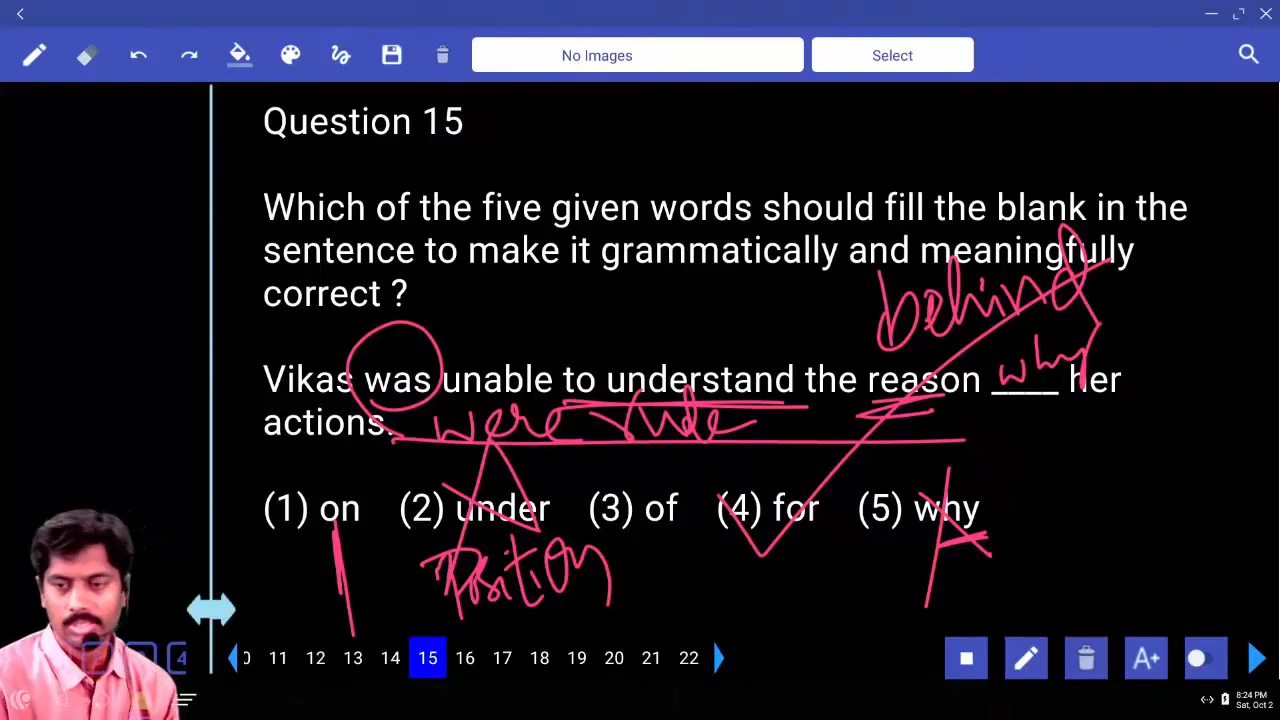 No Images
Select
Question 15
Which of the five given words should fill the blank in the
sentence to make it grammatically and meaningfully
correct ?
behind
why
Vikas was unable to understand the reason ____ her
actions.
were rude
(1) on (2) under (3) of (4) for (5) why
Position
0 11 12 13 14 15 16 17 18 19 20 21 22
A+
8:24 PM
Sat, Oct 2